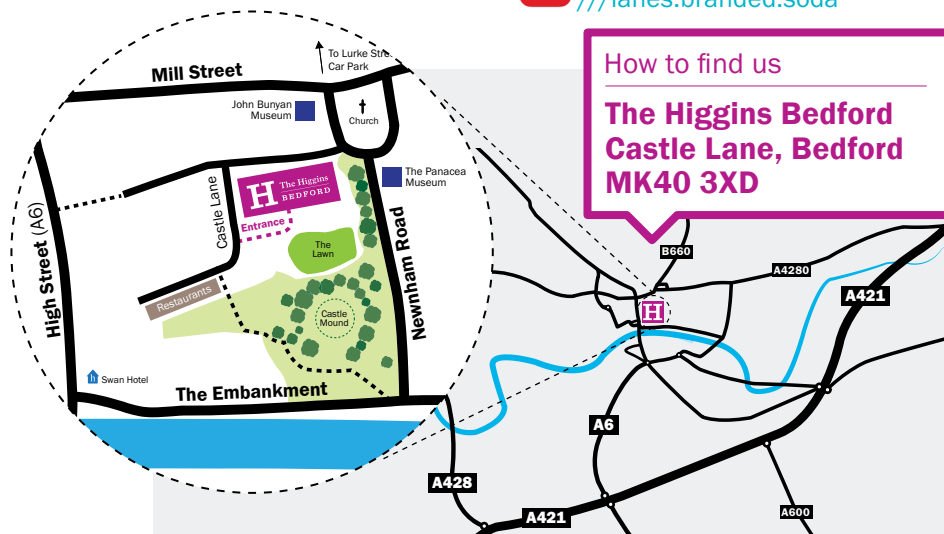 ///lanes.branded.soda
How to find us
The Higgins Bedford
Castle Lane, Bedford
MK40 3XD
To Lurke Stre
Car Park
Mill Street
John Bunyan
Museum
Church
The Panacea
Museum
H The Higgins
BEDFORD
Entrance
Castle Lane
High Street (A6)
Newnham Road
The
Lawn
Restaurants
Castle
Mound
h
Swan Hotel
The Embankment
B660
A4280
A421
H
A6
A428
A421
A600